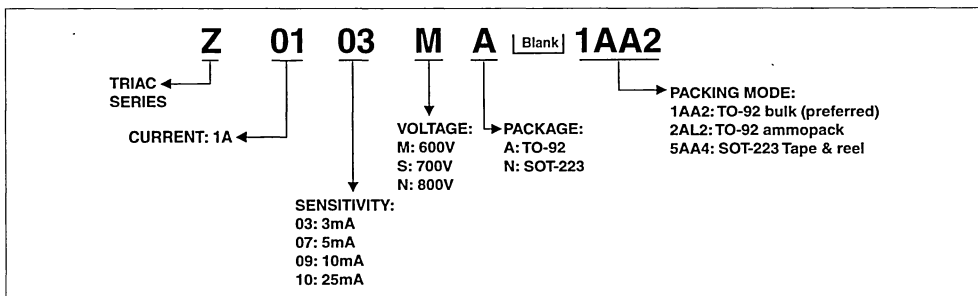 Z 01 03 M A Blank 1AA2
TRIAC
SERIES
CURRENT: 1A
SENSITIVITY:
03: 3mA
07: 5mA
09: 10mA
10: 25mA
VOLTAGE:
M: 600V
S: 700V
N: 800V
PACKAGE:
A: TO-92
N: SOT-223
PACKING MODE:
1AA2: TO-92 bulk (preferred)
2AL2: TO-92 ammopack
5AA4: SOT-223 Tape & reel